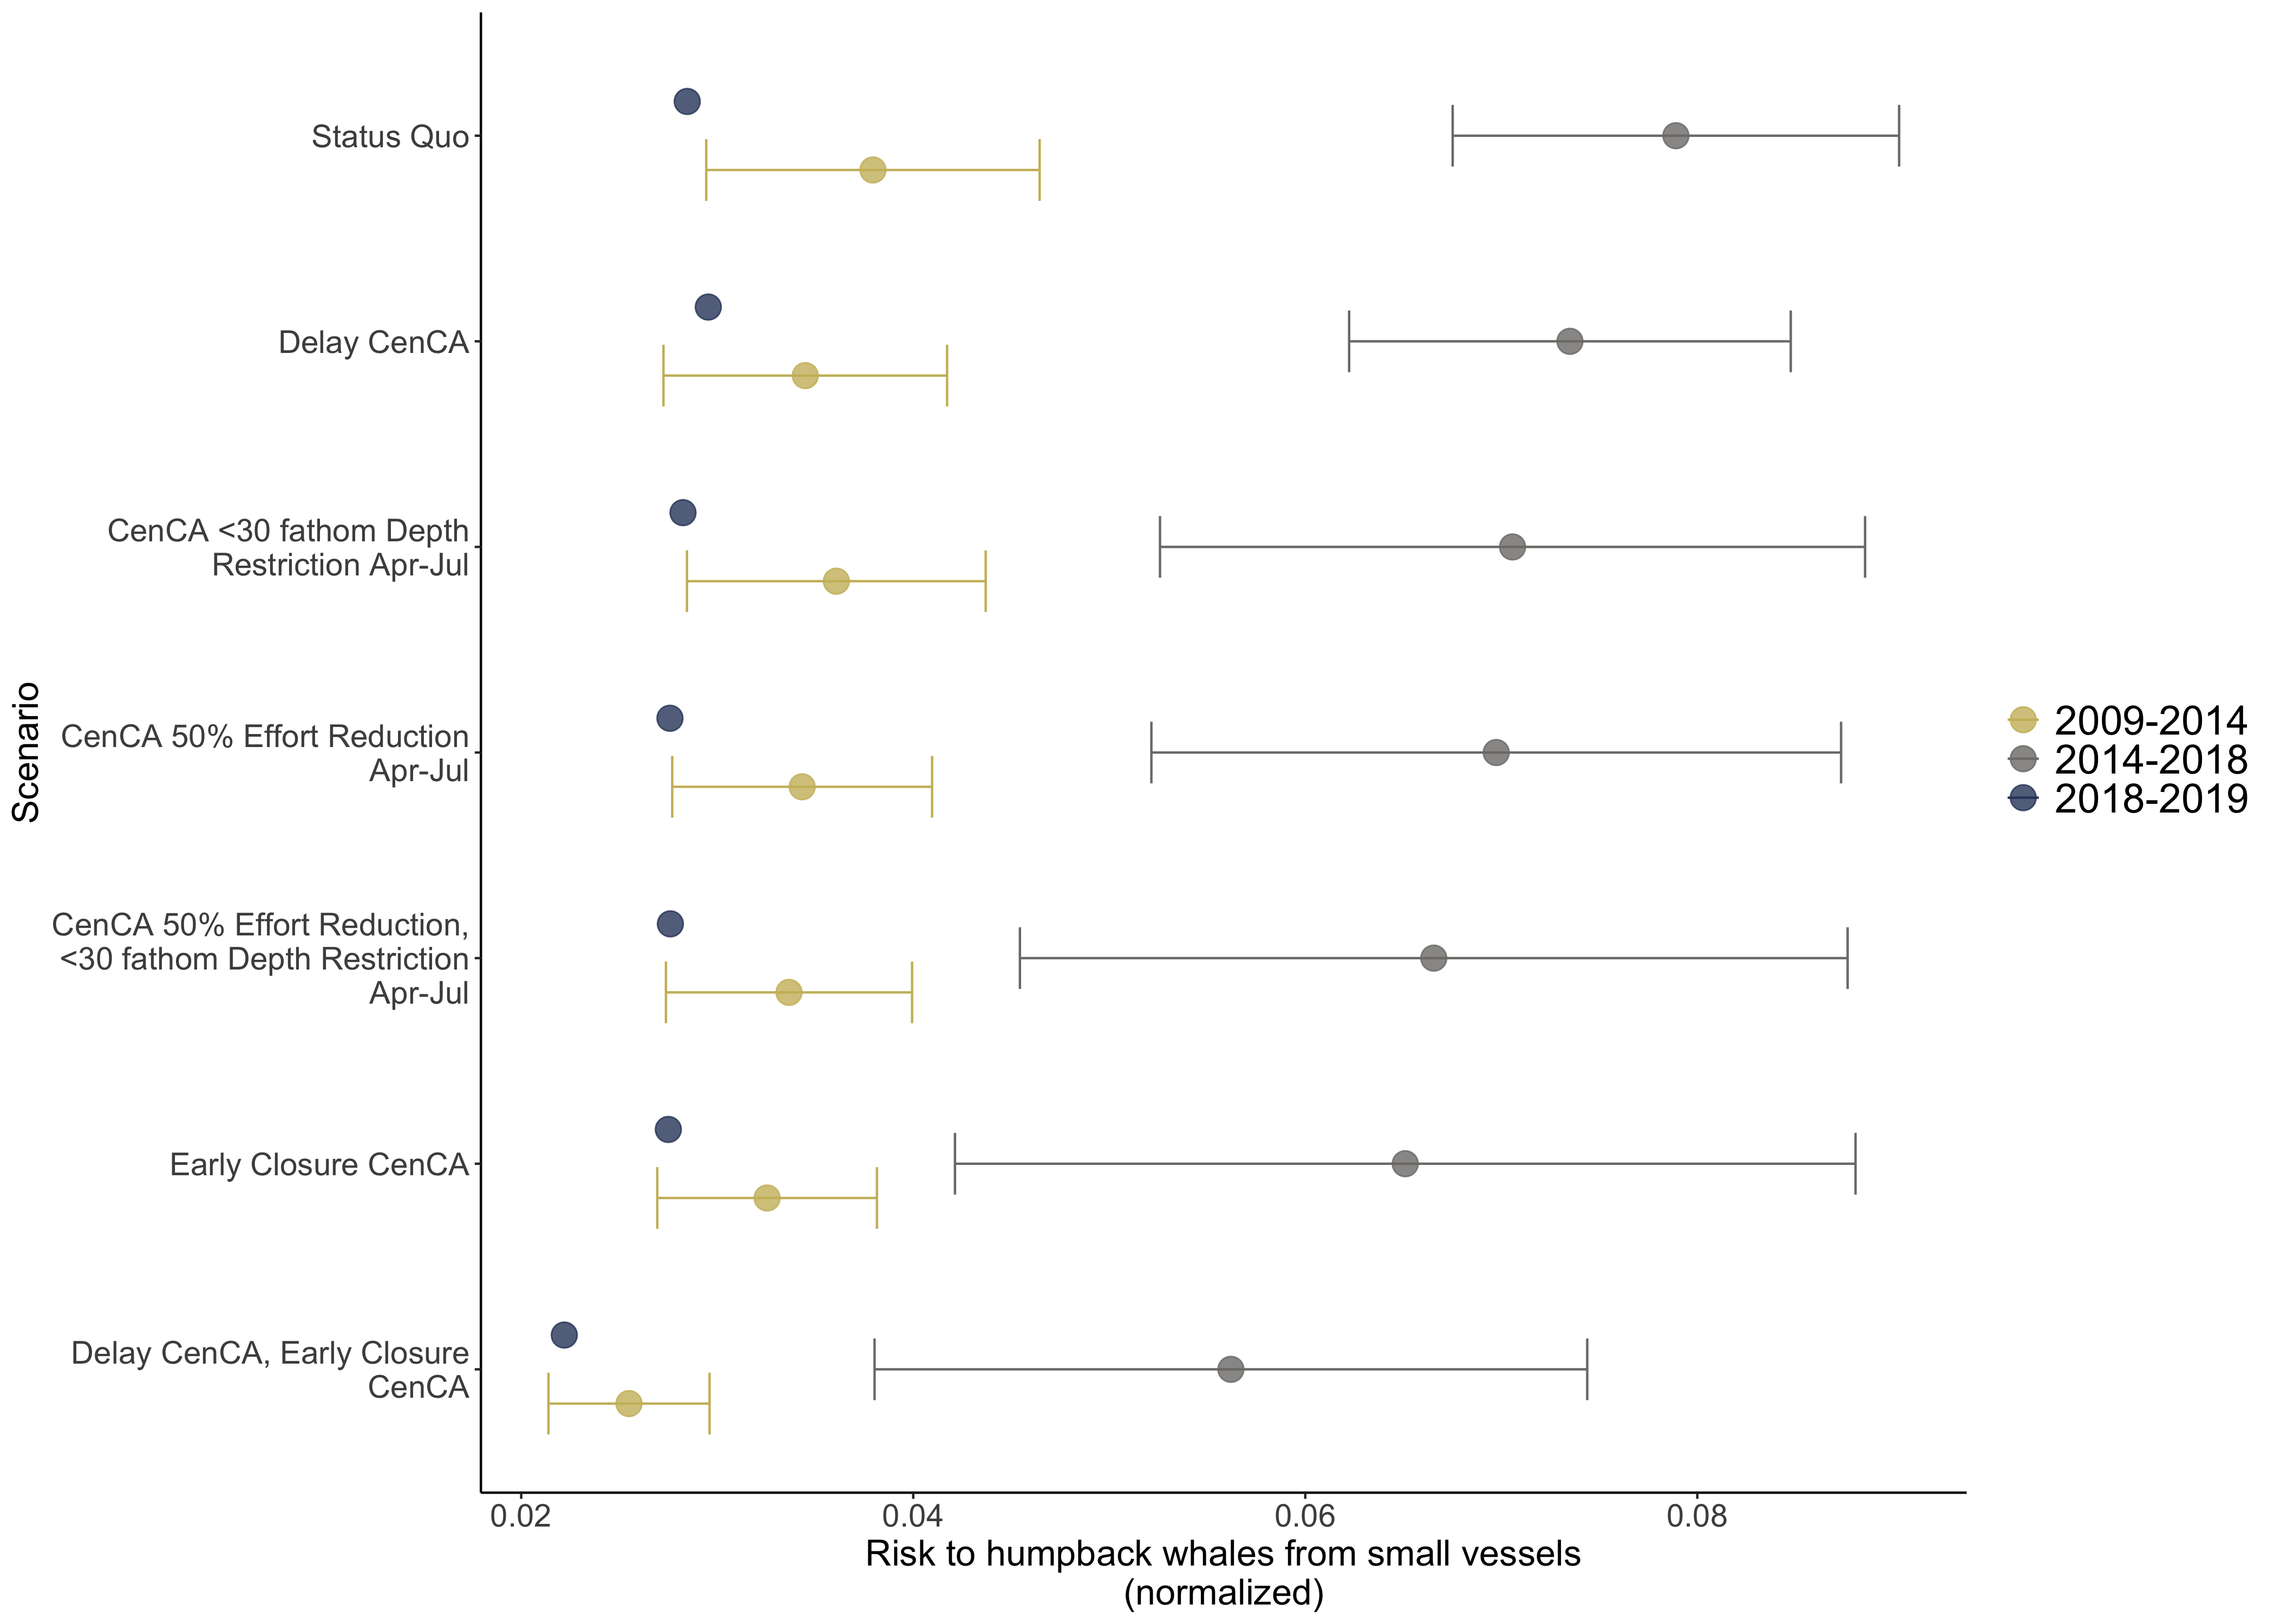 Scenario
Status Quo
Delay CenCA
CenCA <30 fathom Depth
Restriction Apr-Jul
CenCA 50% Effort Reduction
Apr-Jul
CenCA 50% Effort Reduction,
<30 fathom Depth Restriction
Apr-Jul
Early Closure CenCA
Delay CenCA, Early Closure
CenCA
0.02 0.04 0.06 0.08
Risk to humpback whales from small vessels
(normalized)
2009-2014
2014-2018
2018-2019